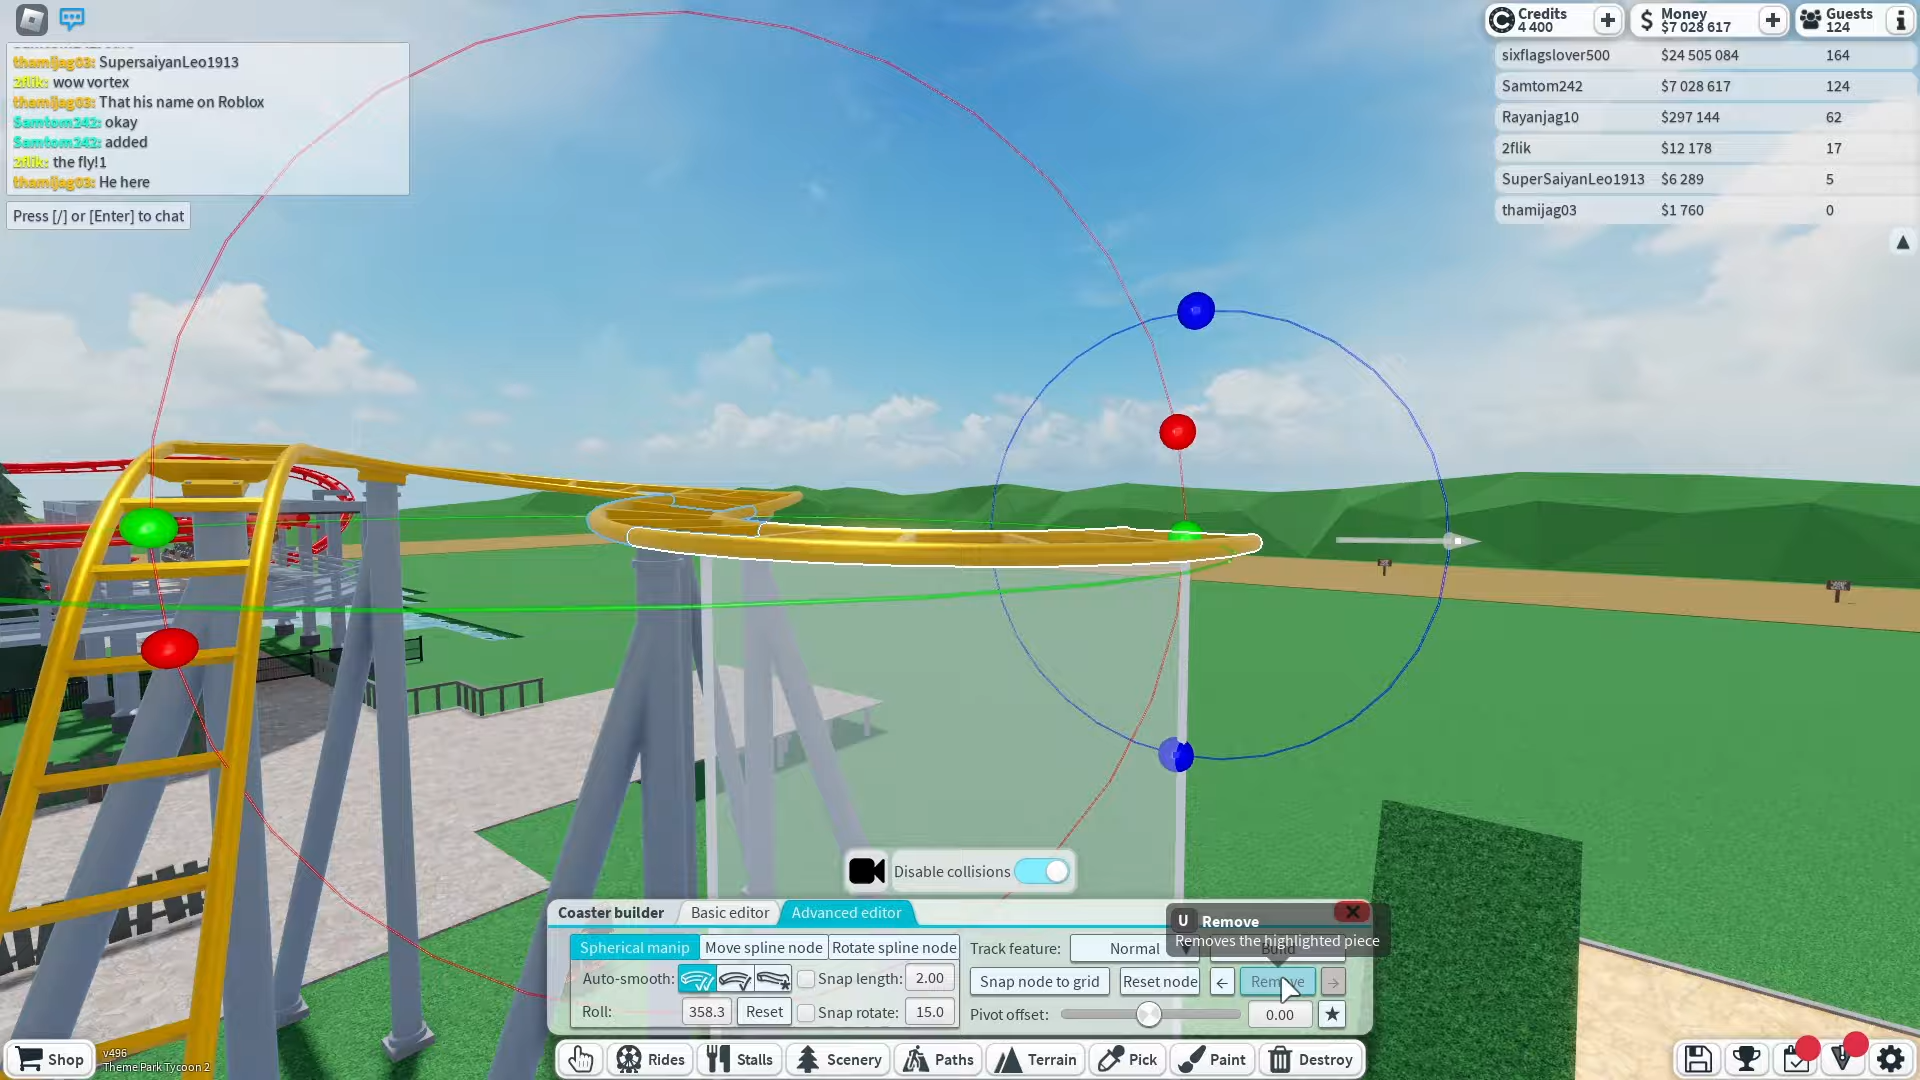 thamijag03: SupersaiyanLeo1913
2flik: wow vortex
thamijag03: That his name on Roblox
Samtom242: okay
Samtom242: added
2flik: the fly!1
thamijag03: He here
Press [/] or [Enter] to chat
Credits
4 400
Money
$7 028 617
Guests
124
sixflagslover500 $24 505 084 164
Samtom242 $7 028 617 124
Rayanjag10 $297 144 62
2flik $12 178 17
SuperSaiyanLeo1913 $6 289 5
thamijag03 $1 760 0
Disable collisions
Coaster builder Basic editor Advanced editor
U Remove
Removes the highlighted piece
Spherical manip Move spline node Rotate spline node
Track feature: Normal Build
Auto-smooth: Snap length: 2.00
Snap node to grid Reset node ← Remove →
Roll: 358.3 Reset Snap rotate: 15.0
Pivot offset: 0.00
Shop
v496
Theme Park Tycoon 2
Rides Stalls Scenery Paths Terrain Pick Paint Destroy